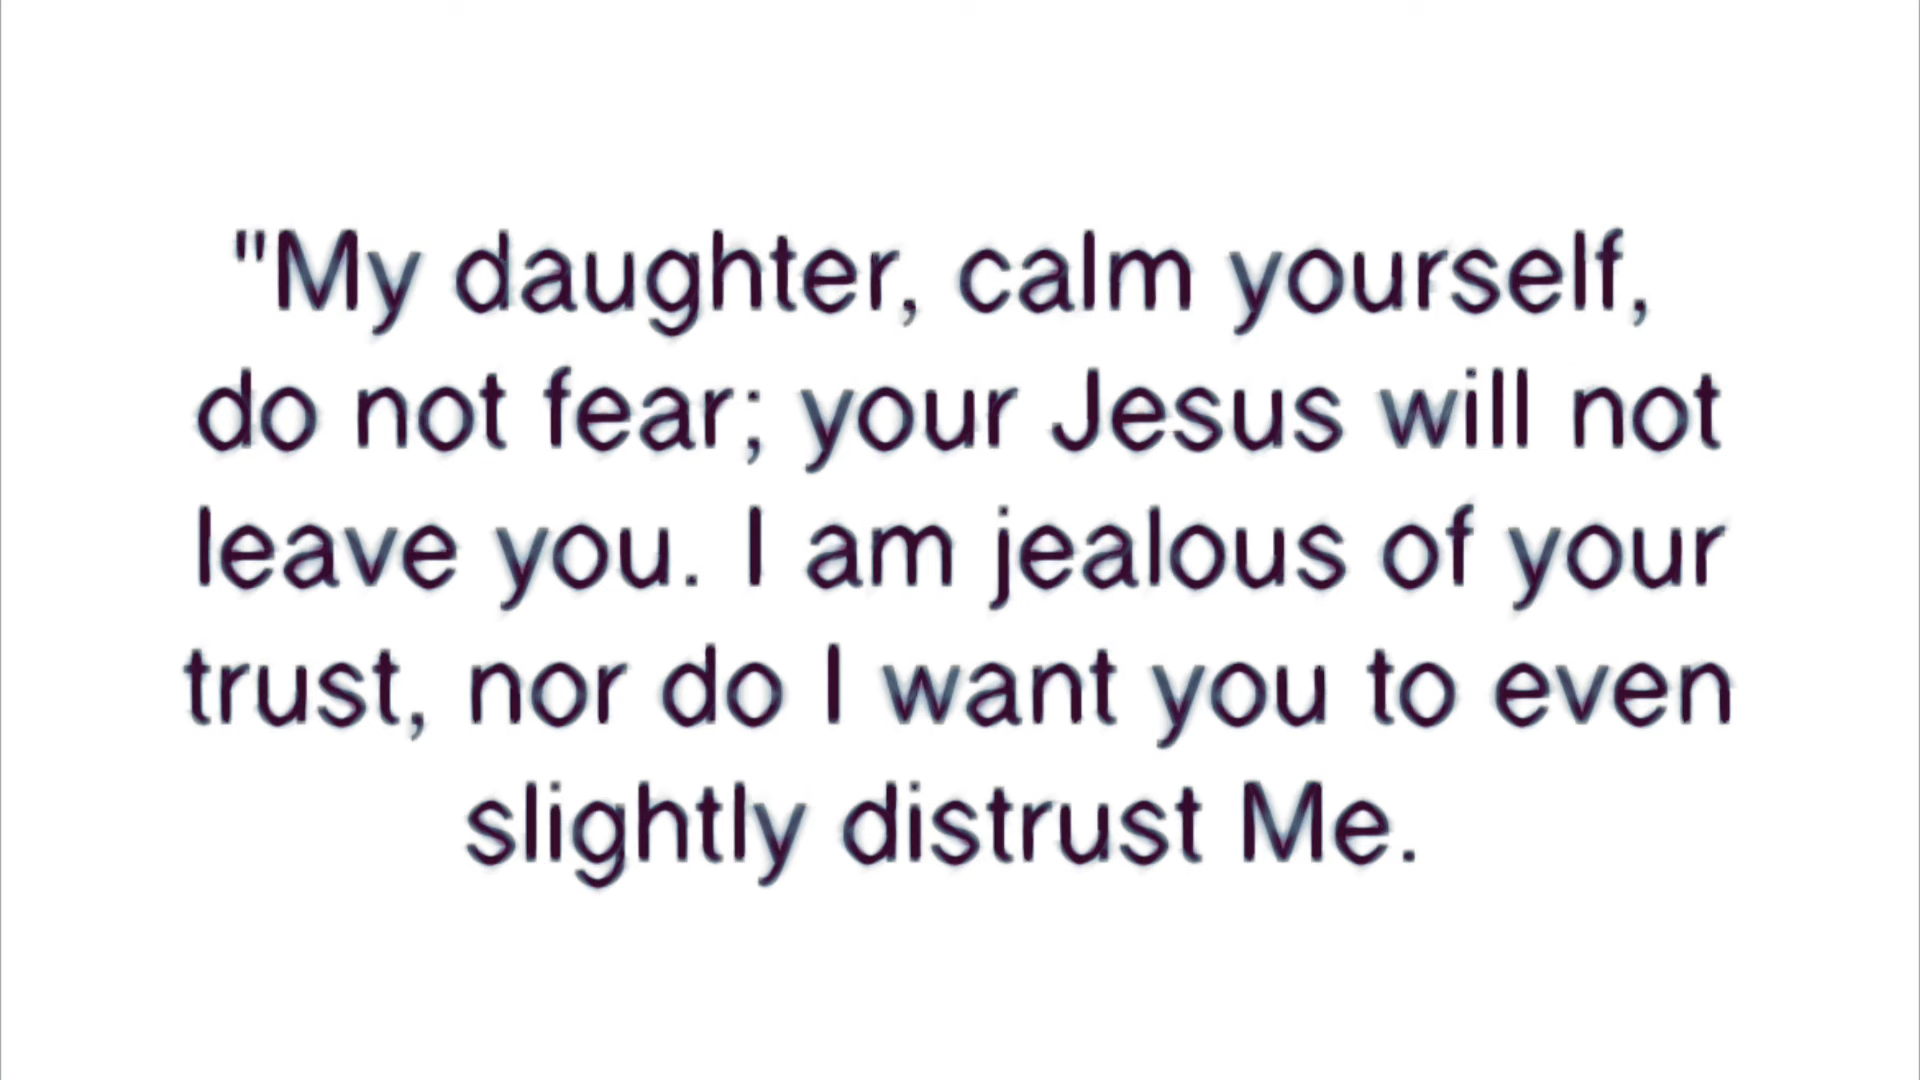 "My daughter, calm yourself,
do not fear; your Jesus will not
leave you. I am jealous of your
trust, nor do I want you to even
slightly distrust Me.